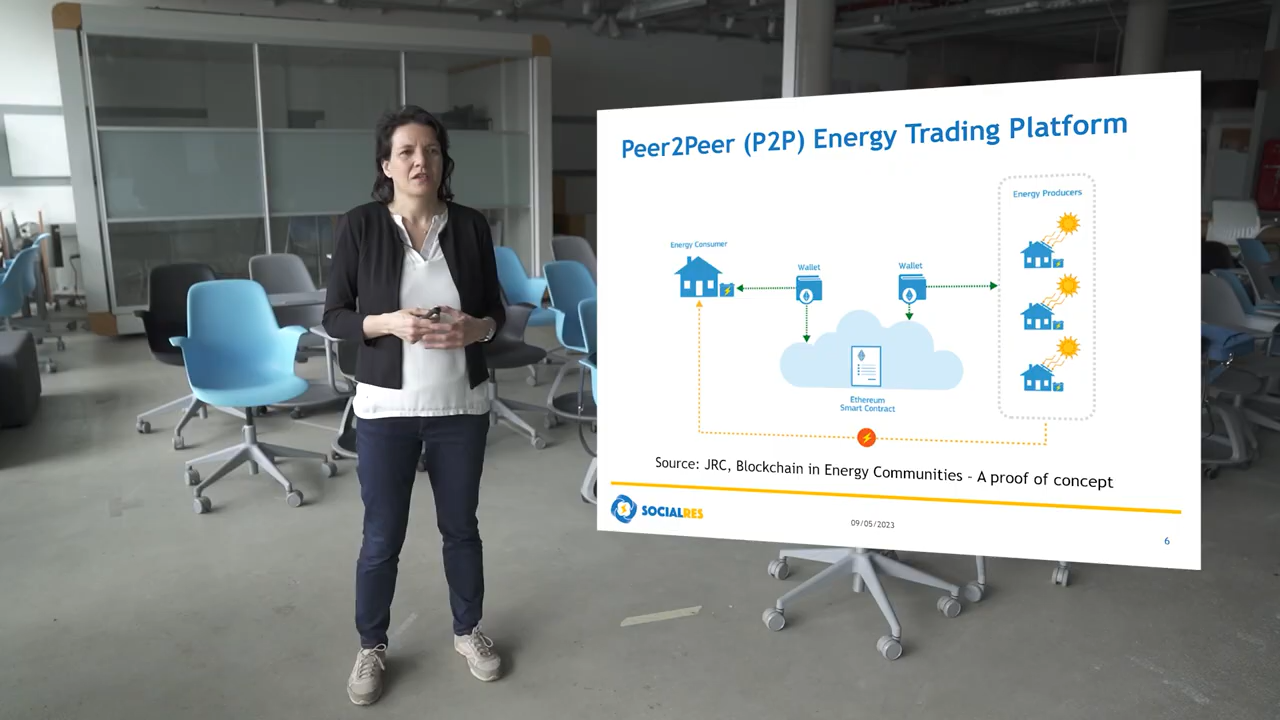 Peer2Peer (P2P) Energy Trading Platform
Energy Producers
Energy Consumer
Wallet
Wallet
Ethereum
Smart Contract
Source: JRC, Blockchain in Energy Communities - A proof of concept
SOCIALRES
09/05/2023
6